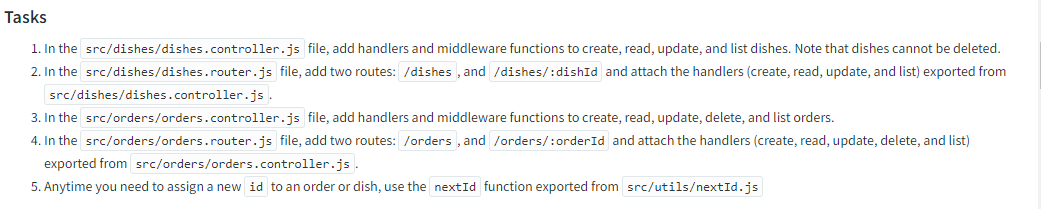 Tasks
1. In the src/dishes/dishes.controller.js file, add handlers and middleware functions to create, read, update, and list dishes. Note that dishes cannot be deleted.
2. In the src/dishes/dishes.router.js file, add two routes: /dishes, and /dishes/:dishId and attach the handlers (create, read, update, and list) exported from
src/dishes/dishes.controller.js.
3. In the src/orders/orders.controller.js file, add handlers and middleware functions to create, read, update, delete, and list orders.
4. In the src/orders/orders.router.js file, add two routes: /orders, and /orders/:orderId and attach the handlers (create, read, update, delete, and list)
exported from src/orders/orders.controller.js.
5. Anytime you need to assign a new id to an order or dish, use the nextId function exported from src/utils/nextId.js